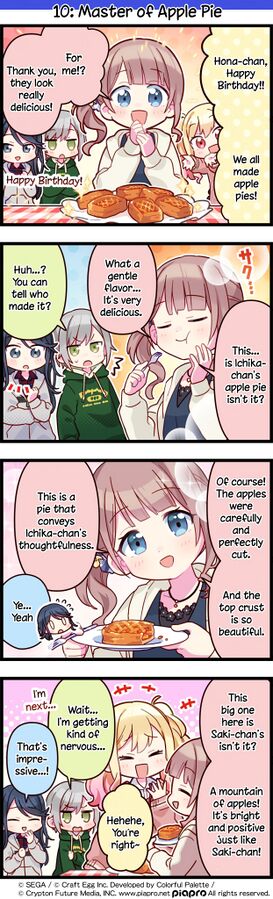 10: Master of Apple Pie
Hona-chan,
Happy
Birthday!!
We all
made
apple
pies!
For
me!?
Thank you,
they look
really
delicious!
Happy Birthday!
サクッ
This...
is Ichika-
chan's
apple pie
isn't it?
What a
gentle
flavor...
It's very
delicious.
Huh...?
You can
tell who
made it?
Of course!
The apples
were
carefully
and
perfectly
cut.
And the
top crust
is so
beautiful.
This is a
pie that
conveys
Ichika-chan's
thoughtfulness.
Ye...
Yeah
This
big one
here is
Saki-chan's
isn't it?
A mountain
of apples!
It's bright
and positive
just like
Saki-chan!
Hehehe,
You're
right~
Wait...
I'm getting
kind of
nervous...
I'm
next...
That's
impre-
ssive...!
© SEGA / © Craft Egg Inc. Developed by Colorful Palette /
© Crypton Future Media, INC. www.piapro.net piapro All rights reserved.